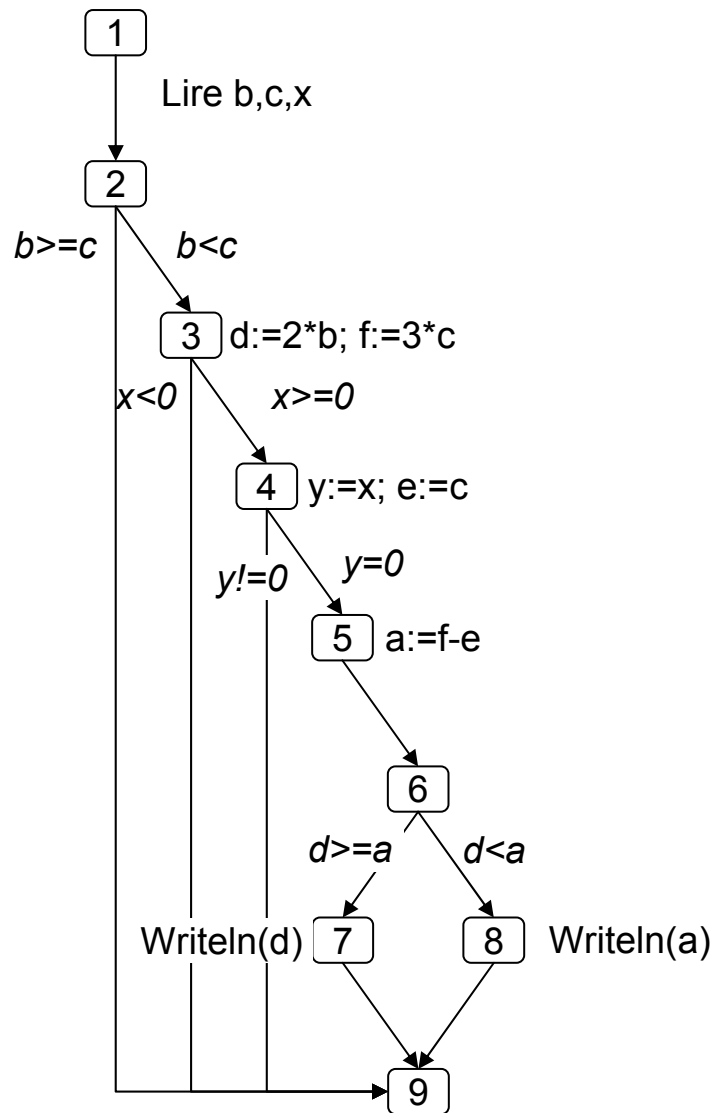 1
Lire b,c,x
2
b>=c b<c
3 d:=2*b; f:=3*c
x<0 x>=0
4 y:=x; e:=c
y!=0 y=0
5 a:=f-e
6
d>=a d<a
Writeln(d) 7 8 Writeln(a)
9